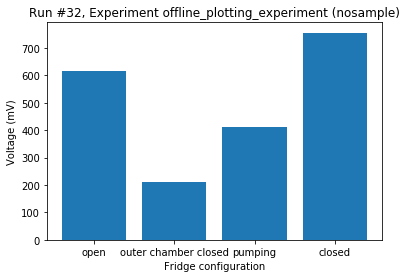 Run #32, Experiment offline_plotting_experiment (nosample)
Voltage (mV)
700
600
500
400
300
200
100
0
open
outer chamber closed
pumping
closed
Fridge configuration